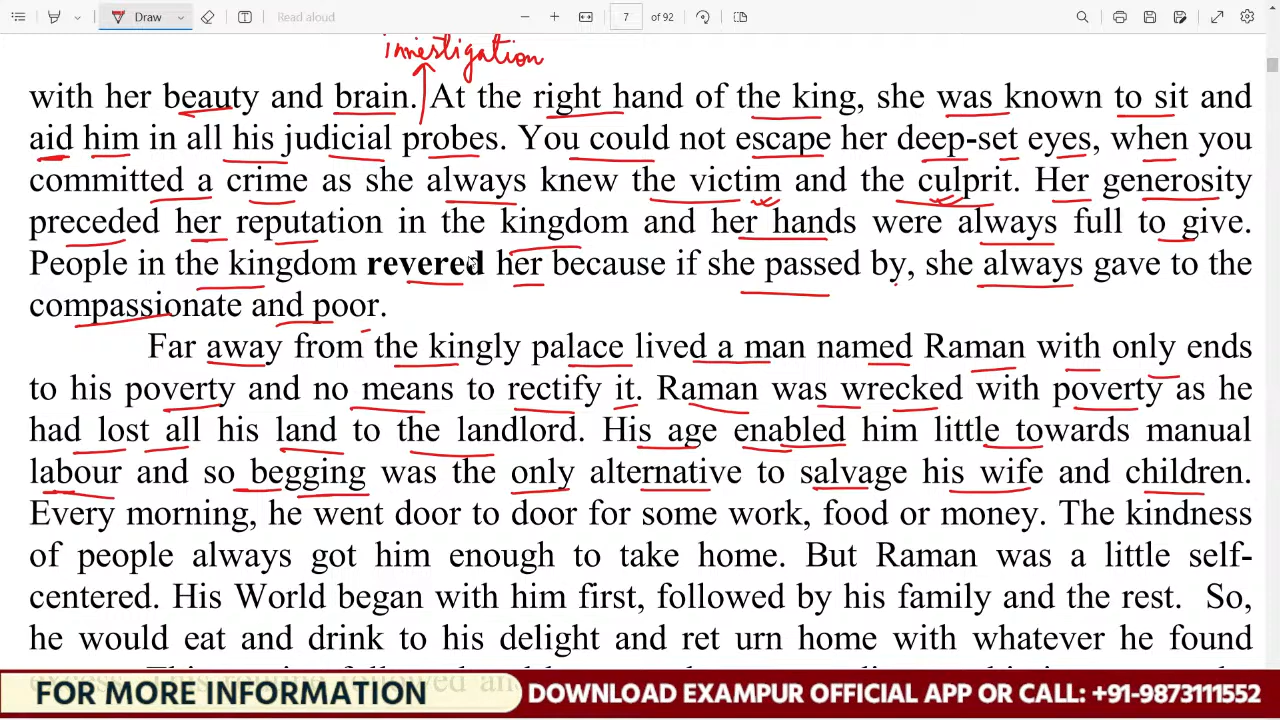 Draw
Read aloud
7
of 92
investigation
with her beauty and brain. At the right hand of the king, she was known to sit and
aid him in all his judicial probes. You could not escape her deep-set eyes, when you
committed a crime as she always knew the victim and the culprit. Her generosity
preceded her reputation in the kingdom and her hands were always full to give.
People in the kingdom revered her because if she passed by, she always gave to the
compassionate and poor.
Far away from the kingly palace lived a man named Raman with only ends
to his poverty and no means to rectify it. Raman was wrecked with poverty as he
had lost all his land to the landlord. His age enabled him little towards manual
labour and so begging was the only alternative to salvage his wife and children.
Every morning, he went door to door for some work, food or money. The kindness
of people always got him enough to take home. But Raman was a little self-
centered. His World began with him first, followed by his family and the rest. So,
he would eat and drink to his delight and ret urn home with whatever he found
FOR MORE INFORMATION
DOWNLOAD EXAMPUR OFFICIAL APP OR CALL: +91-9873111552